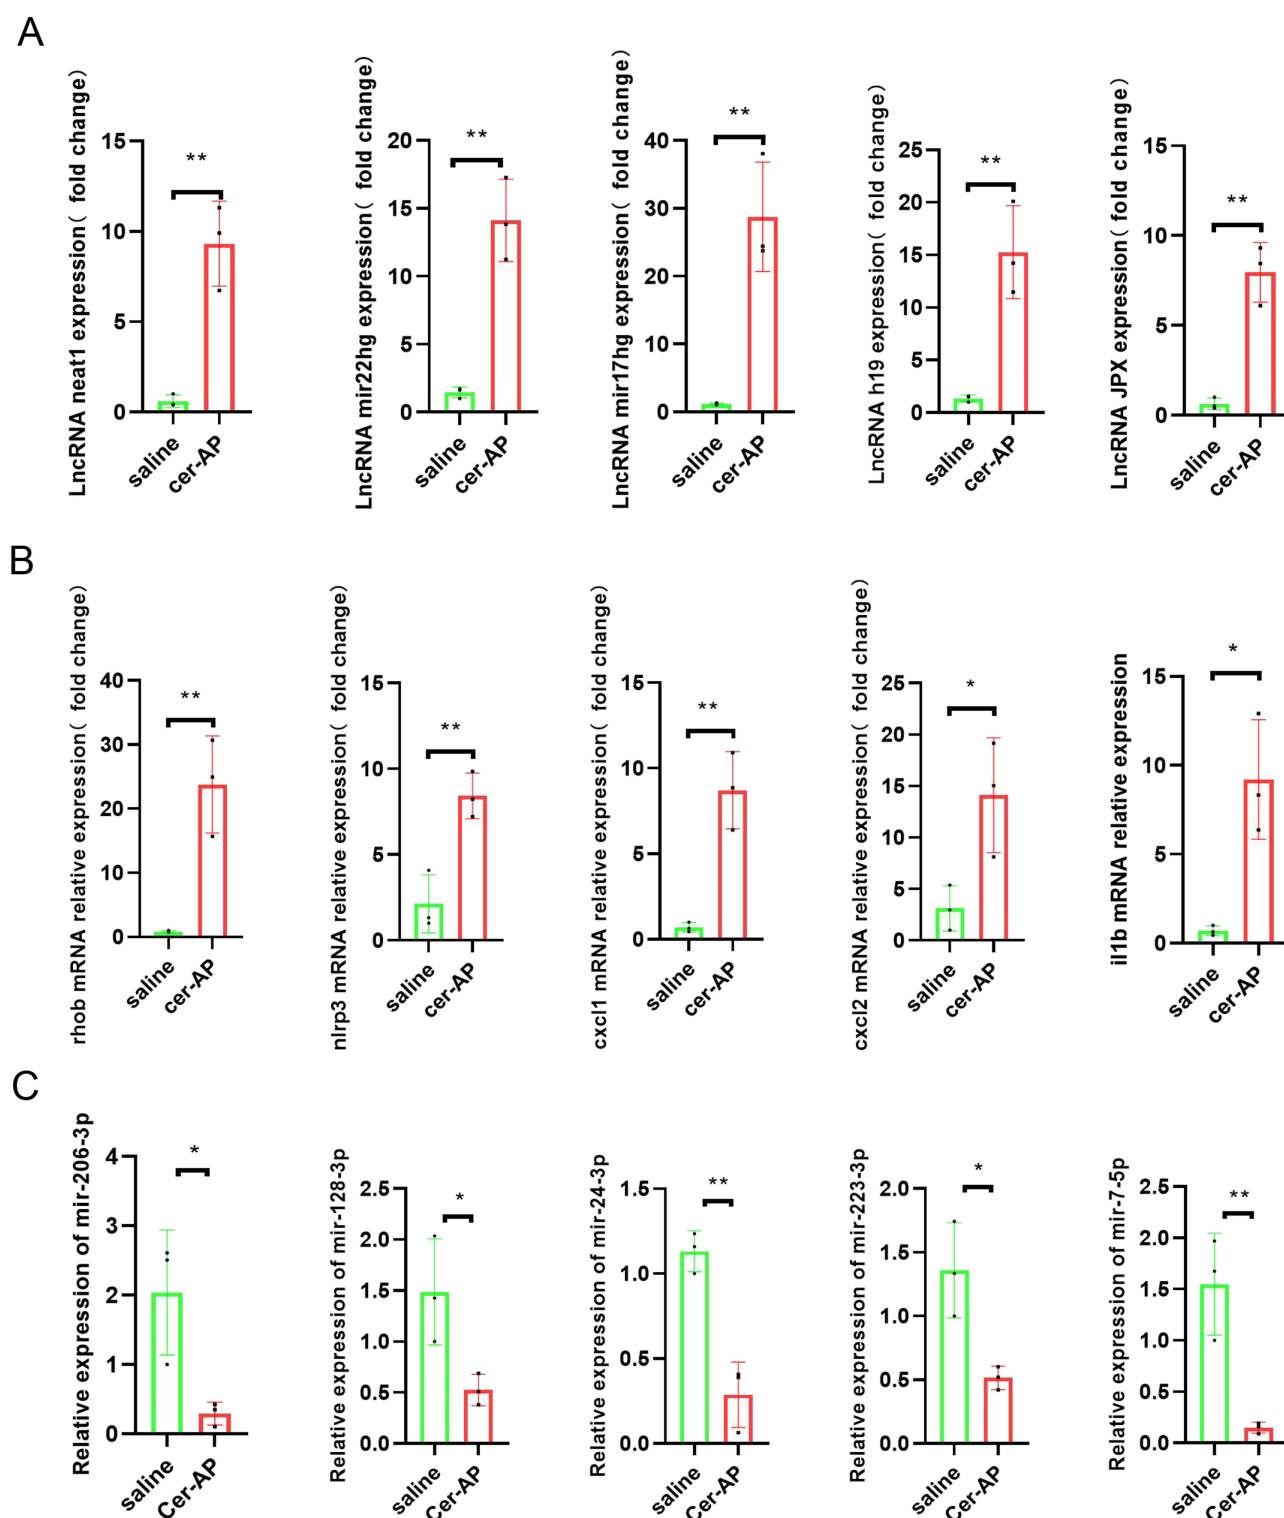 A
LncRNA neat1 expression( fold change)
15
10
5
0
**
saline
cer-AP
LncRNA mir22hg expression( fold change)
20
15
10
5
0
**
saline
cer-AP
LncRNA mir17hg expression( fold change)
40
30
20
10
0
**
saline
cer-AP
LncRNA h19 expression( fold change)
25
20
15
10
5
0
**
saline
cer-AP
LncRNA JPX expression( fold change)
15
10
5
0
**
saline
cer-AP
B
rhob mRNA relative expression( fold change)
40
30
20
10
0
**
saline
cer-AP
nlrp3 mRNA relative expression( fold change)
15
10
5
0
**
saline
cer-AP
cxcl1 mRNA relative expression( fold change)
15
10
5
0
**
saline
cer-AP
cxcl2 mRNA relative expression( fold change)
25
20
15
10
5
0
*
saline
cer-AP
il1b mRNA relative expression
15
10
5
0
*
saline
cer-AP
C
Relative expression of mir-206-3p
4
3
2
1
0
*
saline
Cer-AP
Relative expression of mir-128-3p
2.5
2.0
1.5
1.0
0.5
0.0
*
saline
Cer-AP
Relative expression of mir-24-3p
1.5
1.0
0.5
0.0
**
saline
Cer-AP
Relative expression of mir-223-3p
2.0
1.5
1.0
0.5
0.0
*
saline
Cer-AP
Relative expression of mir-7-5p
2.5
2.0
1.5
1.0
0.5
0.0
**
saline
Cer-AP